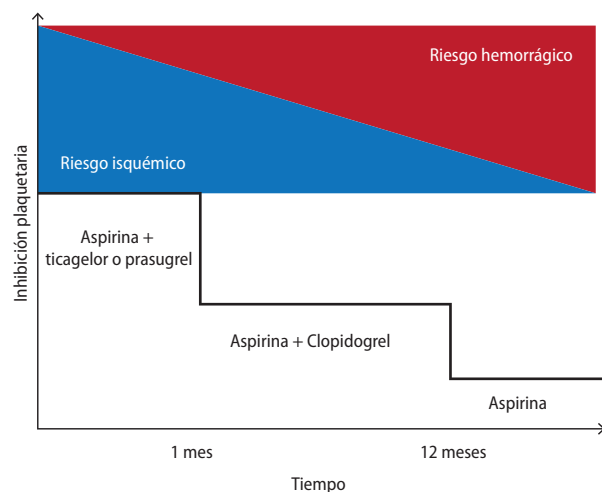 Riesgo hemorrágico
Riesgo isquémico
Inhibición plaquetaria
Aspirina +
ticagelor o prasugrel
Aspirina + Clopidogrel
Aspirina
1 mes
12 meses
Tiempo